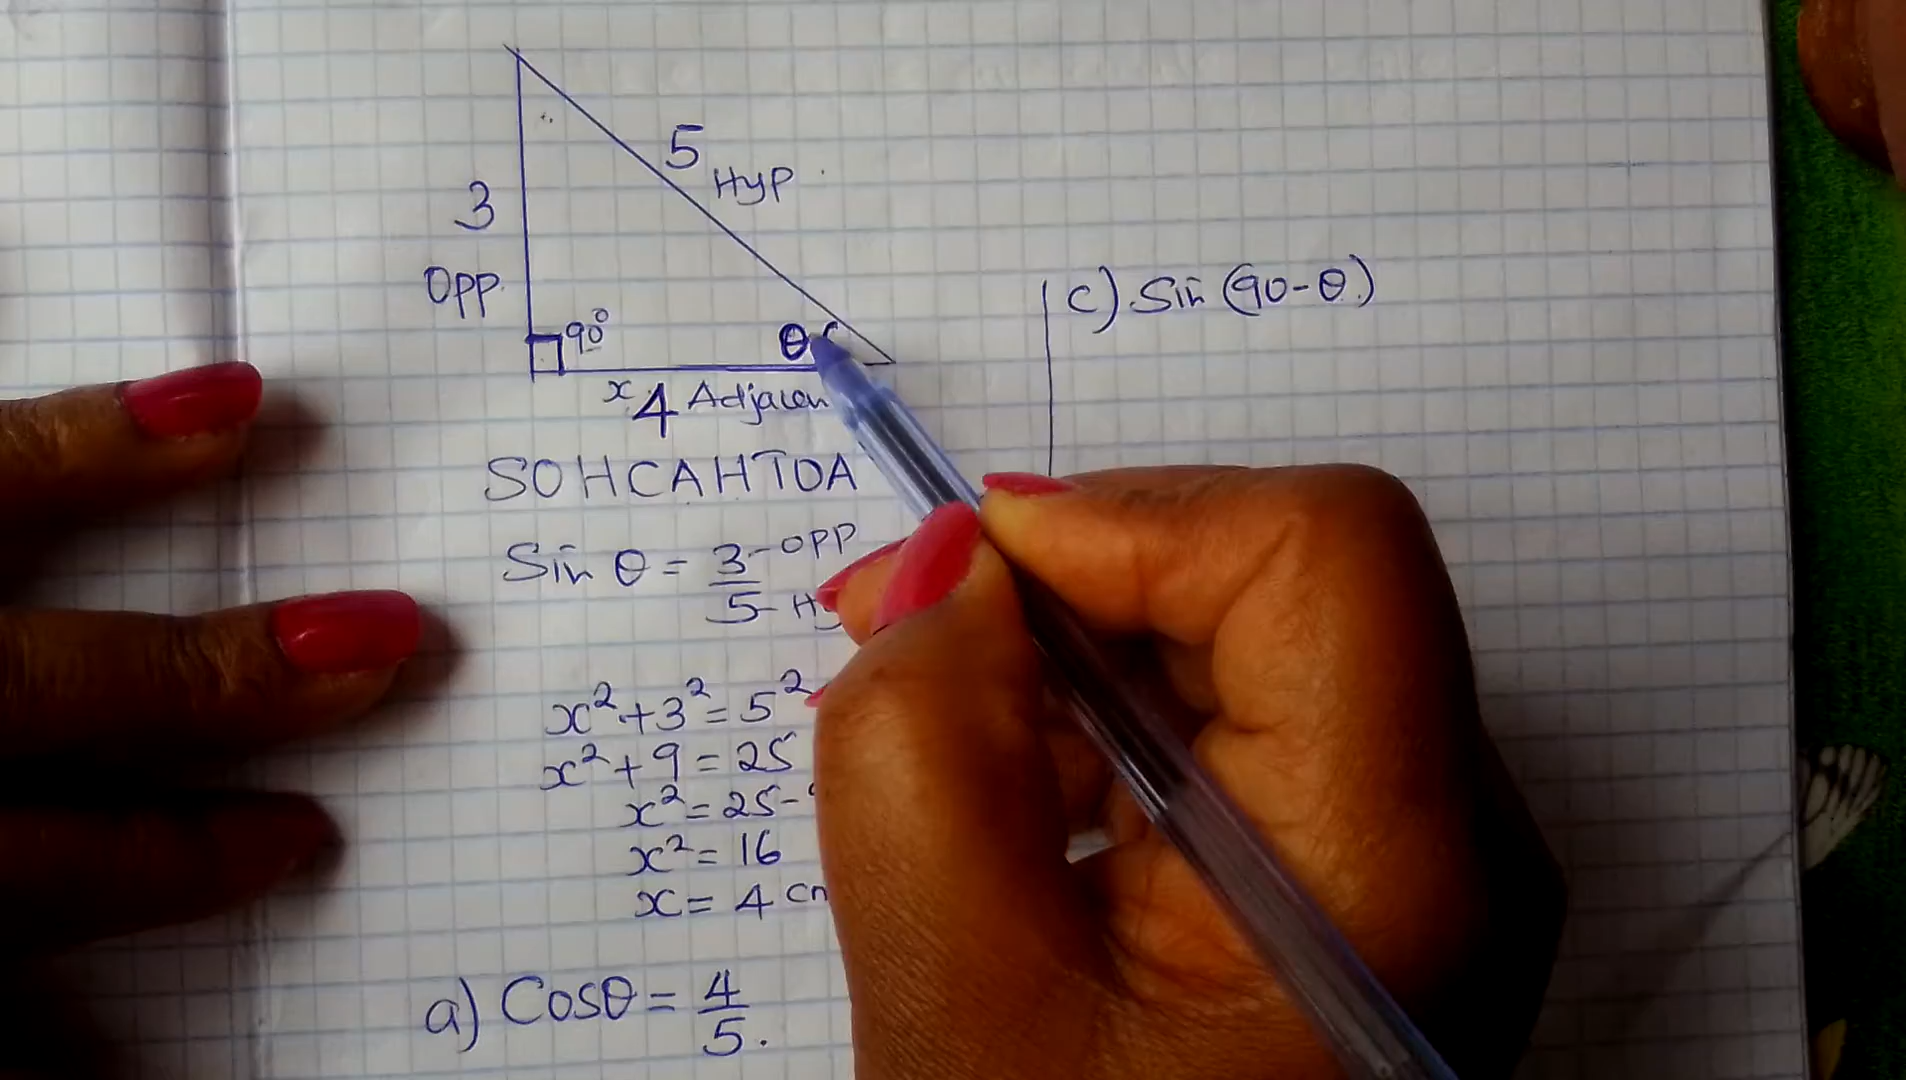 5
Hyp
3
Opp.
90°
θ
x 4
SOHCAHTOA
Sin θ = 3 - OPP
5 -
x² + 3² = 5²
x² + 9 = 25
x² = 25 -
x² = 16
x = 4
a) Cosθ = 4
5.
C) Sin (90 - θ)